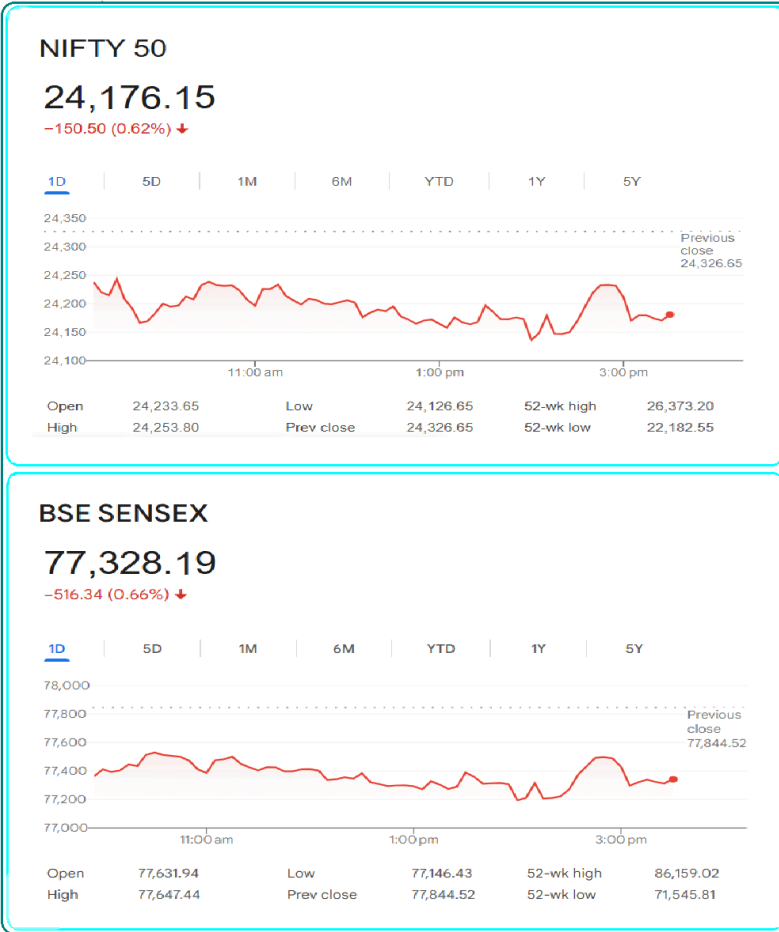 NIFTY 50
24,176.15
−150.50 (0.62%) ↓
1D 5D 1M 6M YTD 1Y 5Y
24,350
24,300
24,250
24,200
24,150
24,100
Previous
close
24,326.65
11:00 am 1:00 pm 3:00 pm
Open 24,233.65 Low 24,126.65 52-wk high 26,373.20
High 24,253.80 Prev close 24,326.65 52-wk low 22,182.55
BSE SENSEX
77,328.19
−516.34 (0.66%) ↓
1D 5D 1M 6M YTD 1Y 5Y
78,000
77,800
77,600
77,400
77,200
77,000
Previous
close
77,844.52
11:00 am 1:00 pm 3:00 pm
Open 77,631.94 Low 77,146.43 52-wk high 86,159.02
High 77,647.44 Prev close 77,844.52 52-wk low 71,545.81